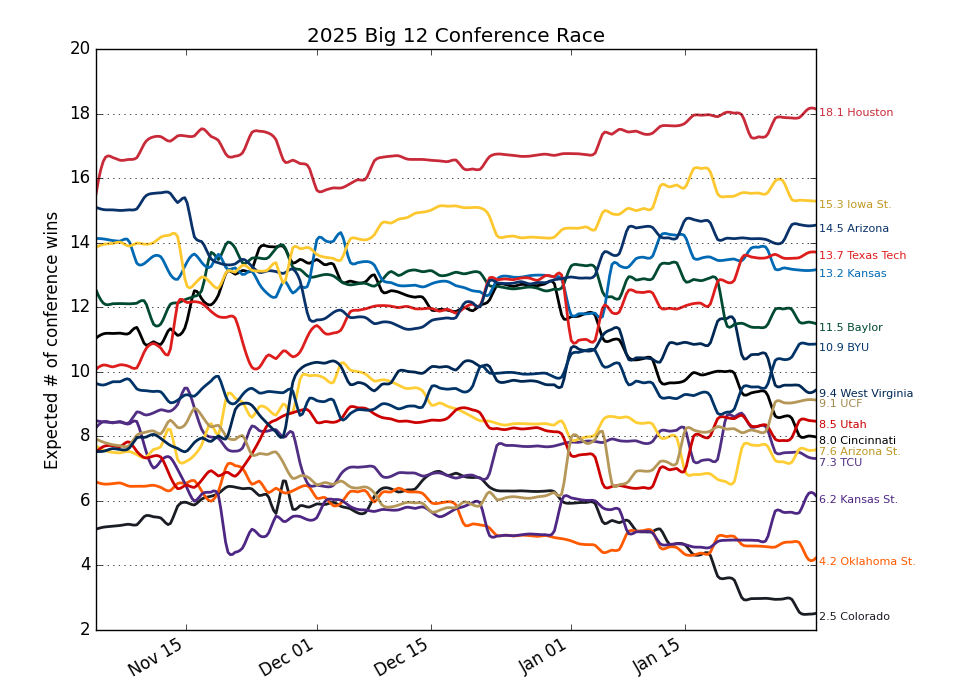 2025 Big 12 Conference Race
Expected # of conference wins
20
18
16
14
12
10
8
6
4
2
Nov 15
Dec 01
Dec 15
Jan 01
Jan 15
18.1 Houston
15.3 Iowa St.
14.5 Arizona
13.7 Texas Tech
13.2 Kansas
11.5 Baylor
10.9 BYU
9.4 West Virginia
9.1 UCF
8.5 Utah
8.0 Cincinnati
7.6 Arizona St.
7.3 TCU
6.2 Kansas St.
4.2 Oklahoma St.
2.5 Colorado